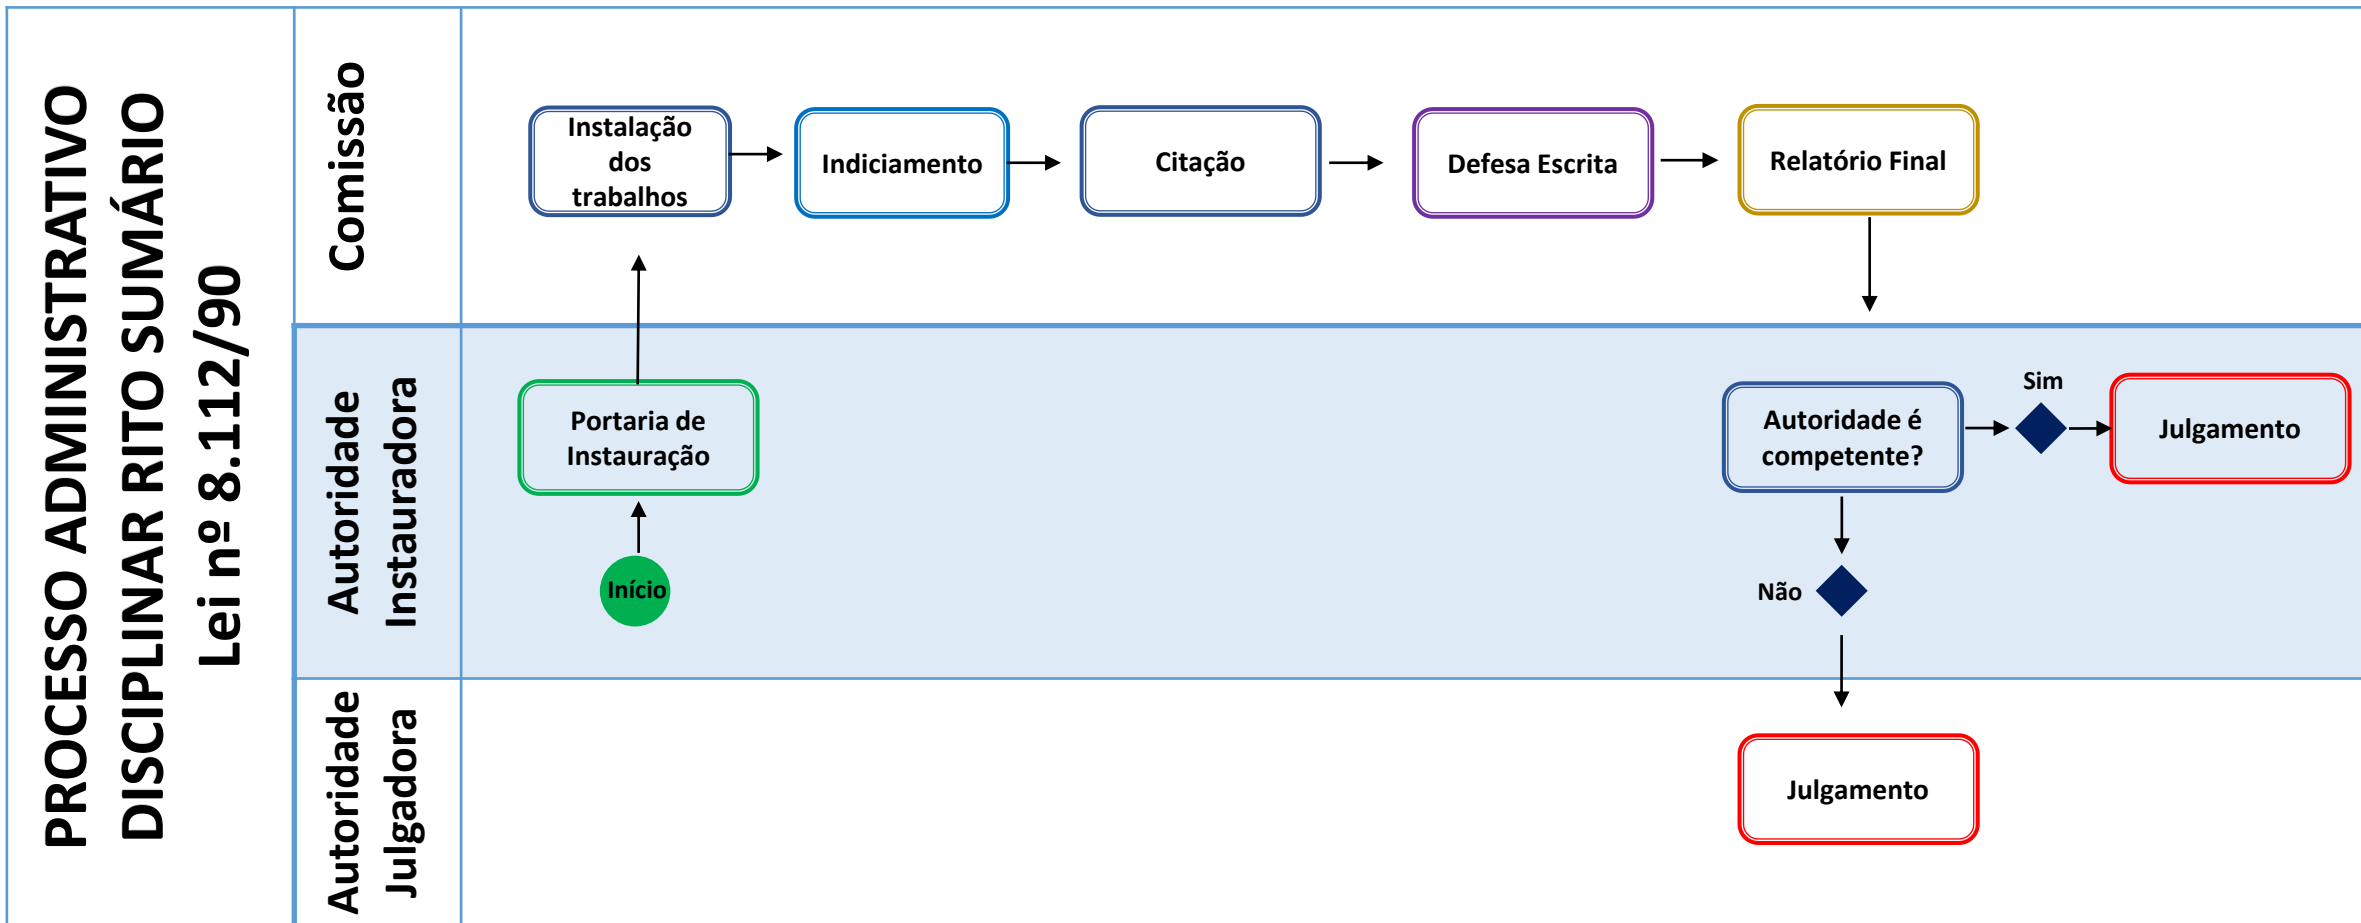 PROCESSO ADMINISTRATIVO
DISCIPLINAR RITO SUMÁRIO
Lei nº 8.112/90
Comissão
Instalação
dos
trabalhos
Indiciamento
Citação
Defesa Escrita
Relatório Final
Autoridade
Instauradora
Portaria de
Instauração
Início
Autoridade é
competente?
Sim
Julgamento
Não
Autoridade
Julgadora
Julgamento